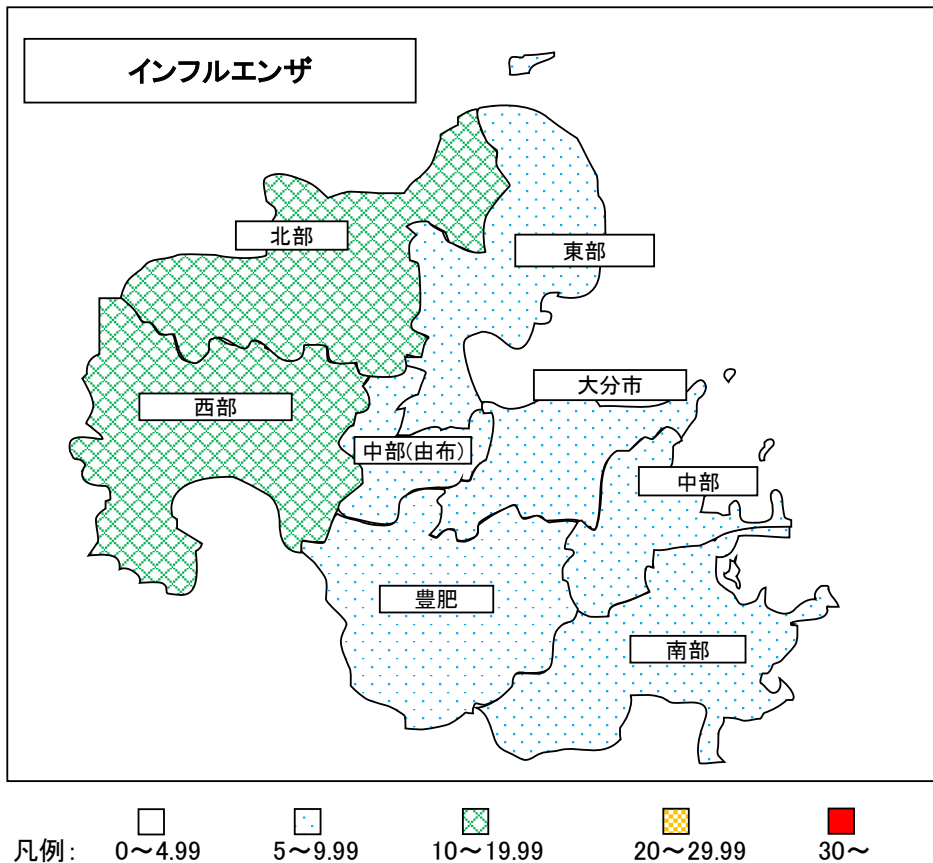 インフルエンザ
北部
東部
大分市
西部
中部(由布)
中部
豊肥
南部
凡例: 0～4.99 5～9.99 10～19.99 20～29.99 30～